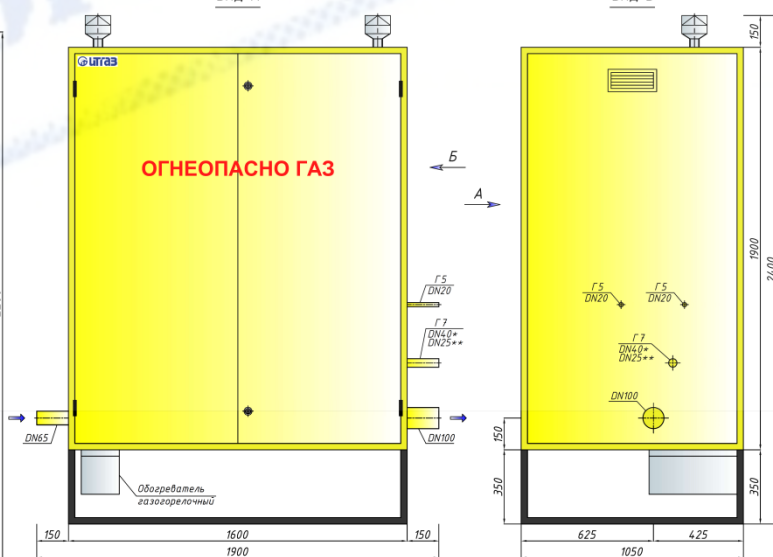 итгаз
ОГНЕОПАСНО ГАЗ
Б
А
Г5
DN20
Г7
DN40*
DN25**
DN65
DN100
Обогреватель
газогорелочный
150
1600
150
1900
150
1900
2400
Г5
DN20
Г5
DN20
Г7
DN40*
DN25**
DN100
150
350
350
625
425
1050